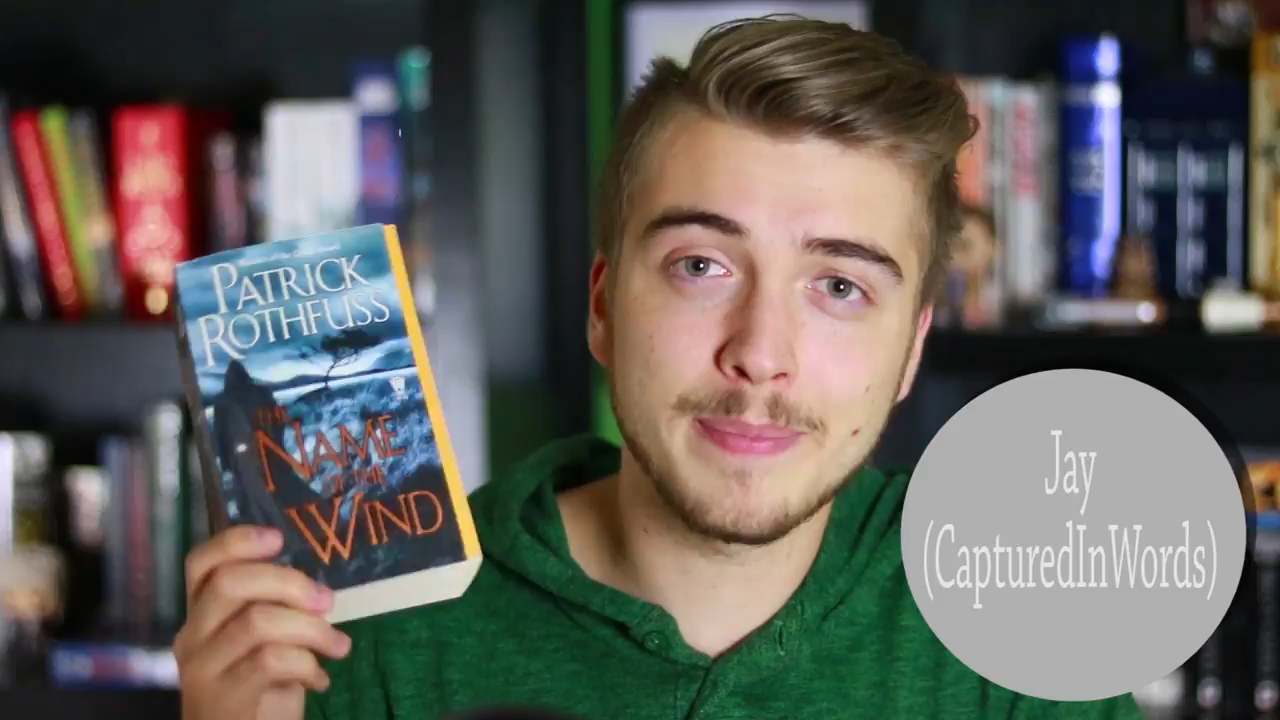 PATRICK
ROTHFUSS
THE
NAME
OF THE
WIND
Jay
(CapturedInWords)